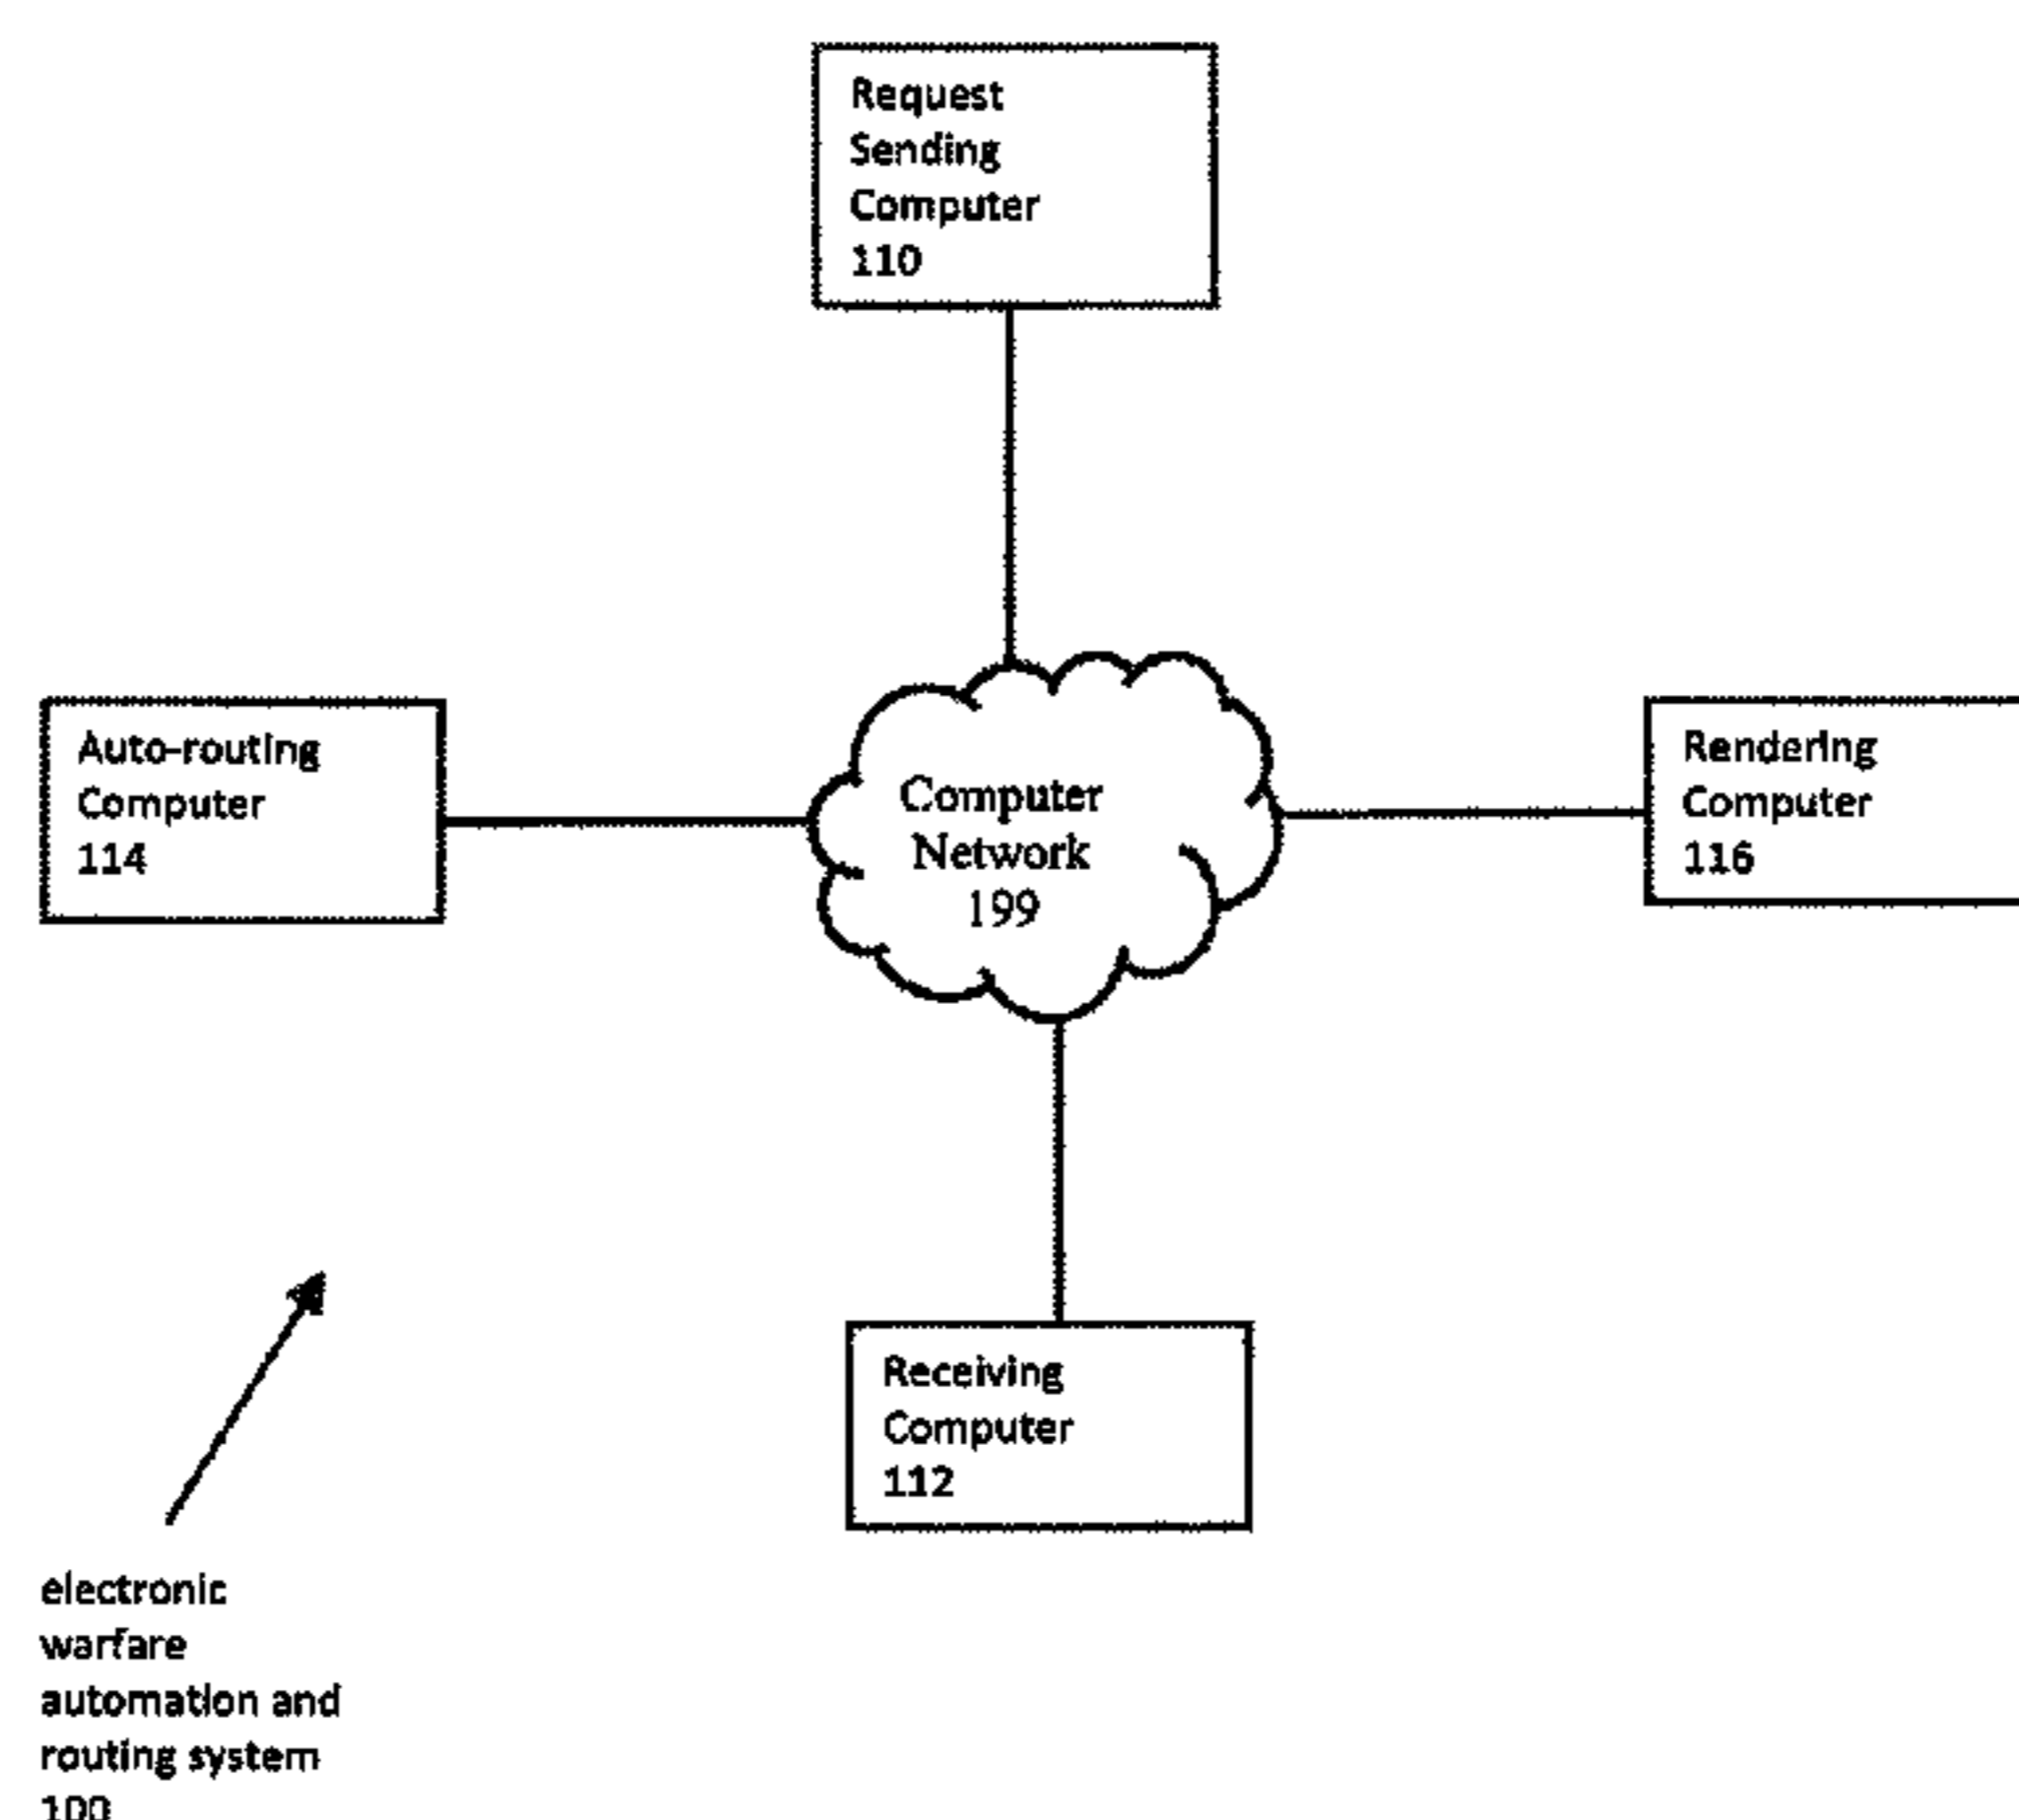 Request
Sending
Computer
110
Auto-routing
Computer
114
Computer
Network
199
Rendering
Computer
116
Receiving
Computer
112
electronic
warfare
automation and
routing system
100